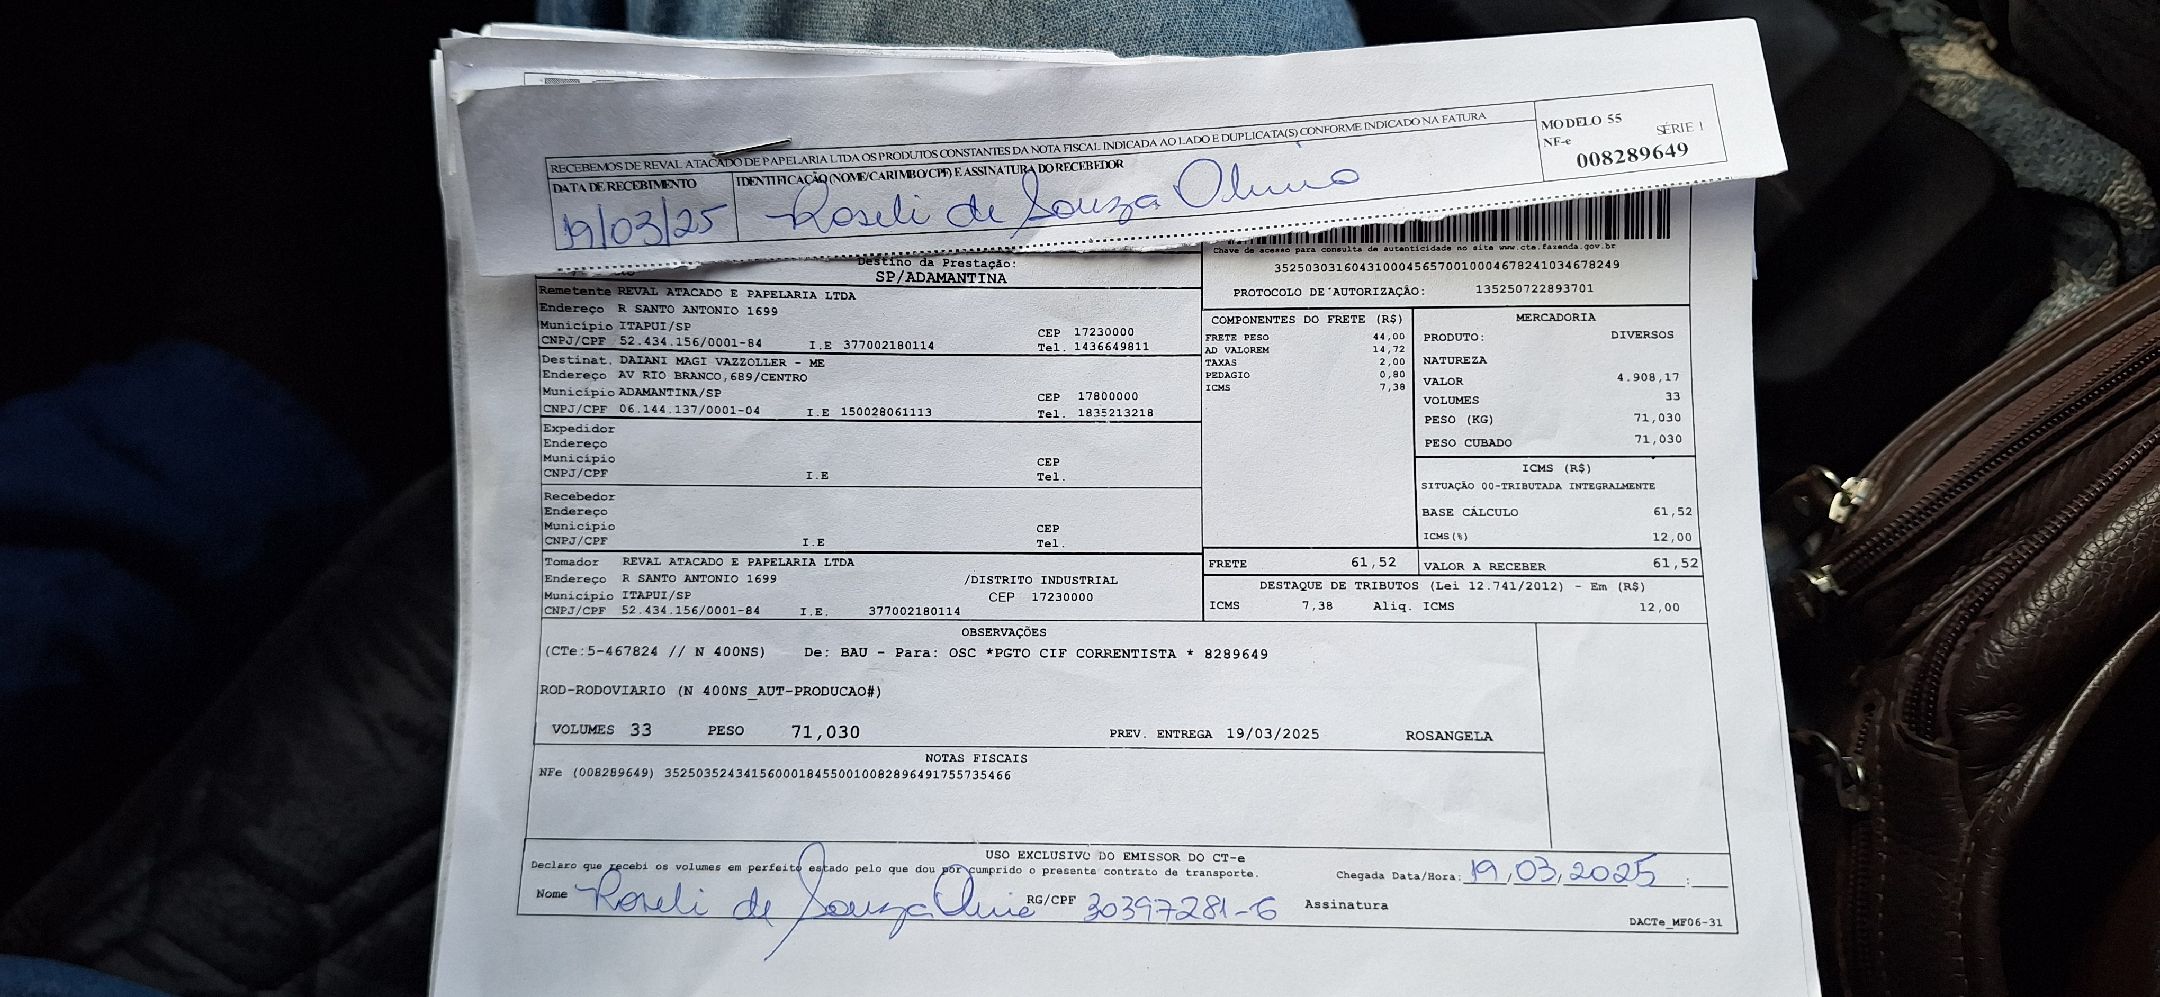 RECEBEMOS DE REVAL ATACADO DE PAPELARIA LTDA OS PRODUTOS CONSTANTES DA NOTA FISCAL INDICADA AO LADO E DUPLICATA(S) CONFORME INDICADO NA FATURA
MODELO 55
NF-e SÉRIE 1
008289649
DATA DE RECEBIMENTO
IDENTIFICAÇÃO (NOME/CARIMBO/CPF) E ASSINATURA DO RECEBEDOR
19/03/25
Roseli de Souza
Destino da Prestação:
SP/ADAMANTINA
Chave de acesso para consulta de autenticidade no site www.cte.fazenda.gov.br
35250303160431000456570010004678241034678249
PROTOCOLO DE AUTORIZAÇÃO: 135250722893701
Remetente REVAL ATACADO E PAPELARIA LTDA
Endereço R SANTO ANTONIO 1699
Município ITAPUI/SP CEP 17230000
CNPJ/CPF 52.434.156/0001-84 I.E 377002180114 Tel. 1436649811
Destinat. DAIANI MAGI VAZZOLLER - ME
Endereço AV RIO BRANCO,689/CENTRO
Município ADAMANTINA/SP CEP 17800000
CNPJ/CPF 06.144.137/0001-04 I.E 150028061113 Tel. 1835213218
Expedidor
Endereço
Município CEP
CNPJ/CPF I.E Tel.
Recebedor
Endereço
Município CEP
CNPJ/CPF I.E Tel.
Tomador REVAL ATACADO E PAPELARIA LTDA
Endereço R SANTO ANTONIO 1699 /DISTRITO INDUSTRIAL
Município ITAPUI/SP CEP 17230000
CNPJ/CPF 52.434.156/0001-84 I.E. 377002180114
COMPONENTES DO FRETE (R$)
FRETE PESO 44,00
AD VALOREM 14,72
TAXAS 2,00
PEDAGIO 0,80
ICMS 7,38
MERCADORIA
PRODUTO: DIVERSOS
NATUREZA
VALOR 4.908,17
VOLUMES 33
PESO (KG) 71,030
PESO CUBADO 71,030
ICMS (R$)
SITUAÇÃO 00-TRIBUTADA INTEGRALMENTE
BASE CÁLCULO 61,52
ICMS(%) 12,00
FRETE 61,52
VALOR A RECEBER 61,52
DESTAQUE DE TRIBUTOS (Lei 12.741/2012) - Em (R$)
ICMS 7,38 Aliq. ICMS 12,00
OBSERVAÇÕES
(CTe:5-467824 // N 400NS) De: BAU - Para: OSC *PGTO CIF CORRENTISTA * 8289649
ROD-RODOVIARIO (N 400NS_AUT-PRODUCAO#)
VOLUMES 33 PESO 71,030 PREV. ENTREGA 19/03/2025 ROSANGELA
NOTAS FISCAIS
NFe (008289649) 35250352434156000184550010082896491755735466
USO EXCLUSIVO DO EMISSOR DO CT-e
Declaro que recebi os volumes em perfeito estado pelo que dou por cumprido o presente contrato de transporte.
Chegada Data/Hora: 19/03/2025 :
Nome Roseli de Souza RG/CPF 30397281-6 Assinatura
DACTe_MF06-31